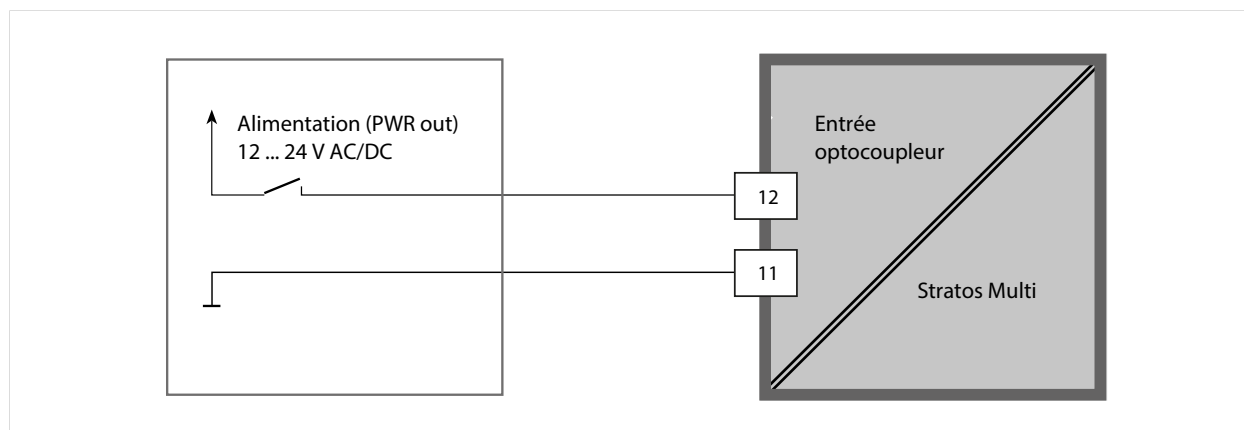 Alimentation (PWR out)
12 ... 24 V AC/DC
Entrée
optocoupleur
12
11
Stratos Multi